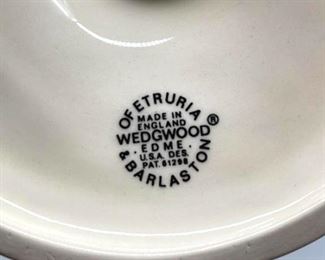 OF ETRURIA
MADE IN
ENGLAND
WEDGWOOD®
·EDME·
U.S.A. DES.
PAT. 61298
& BARLASTON